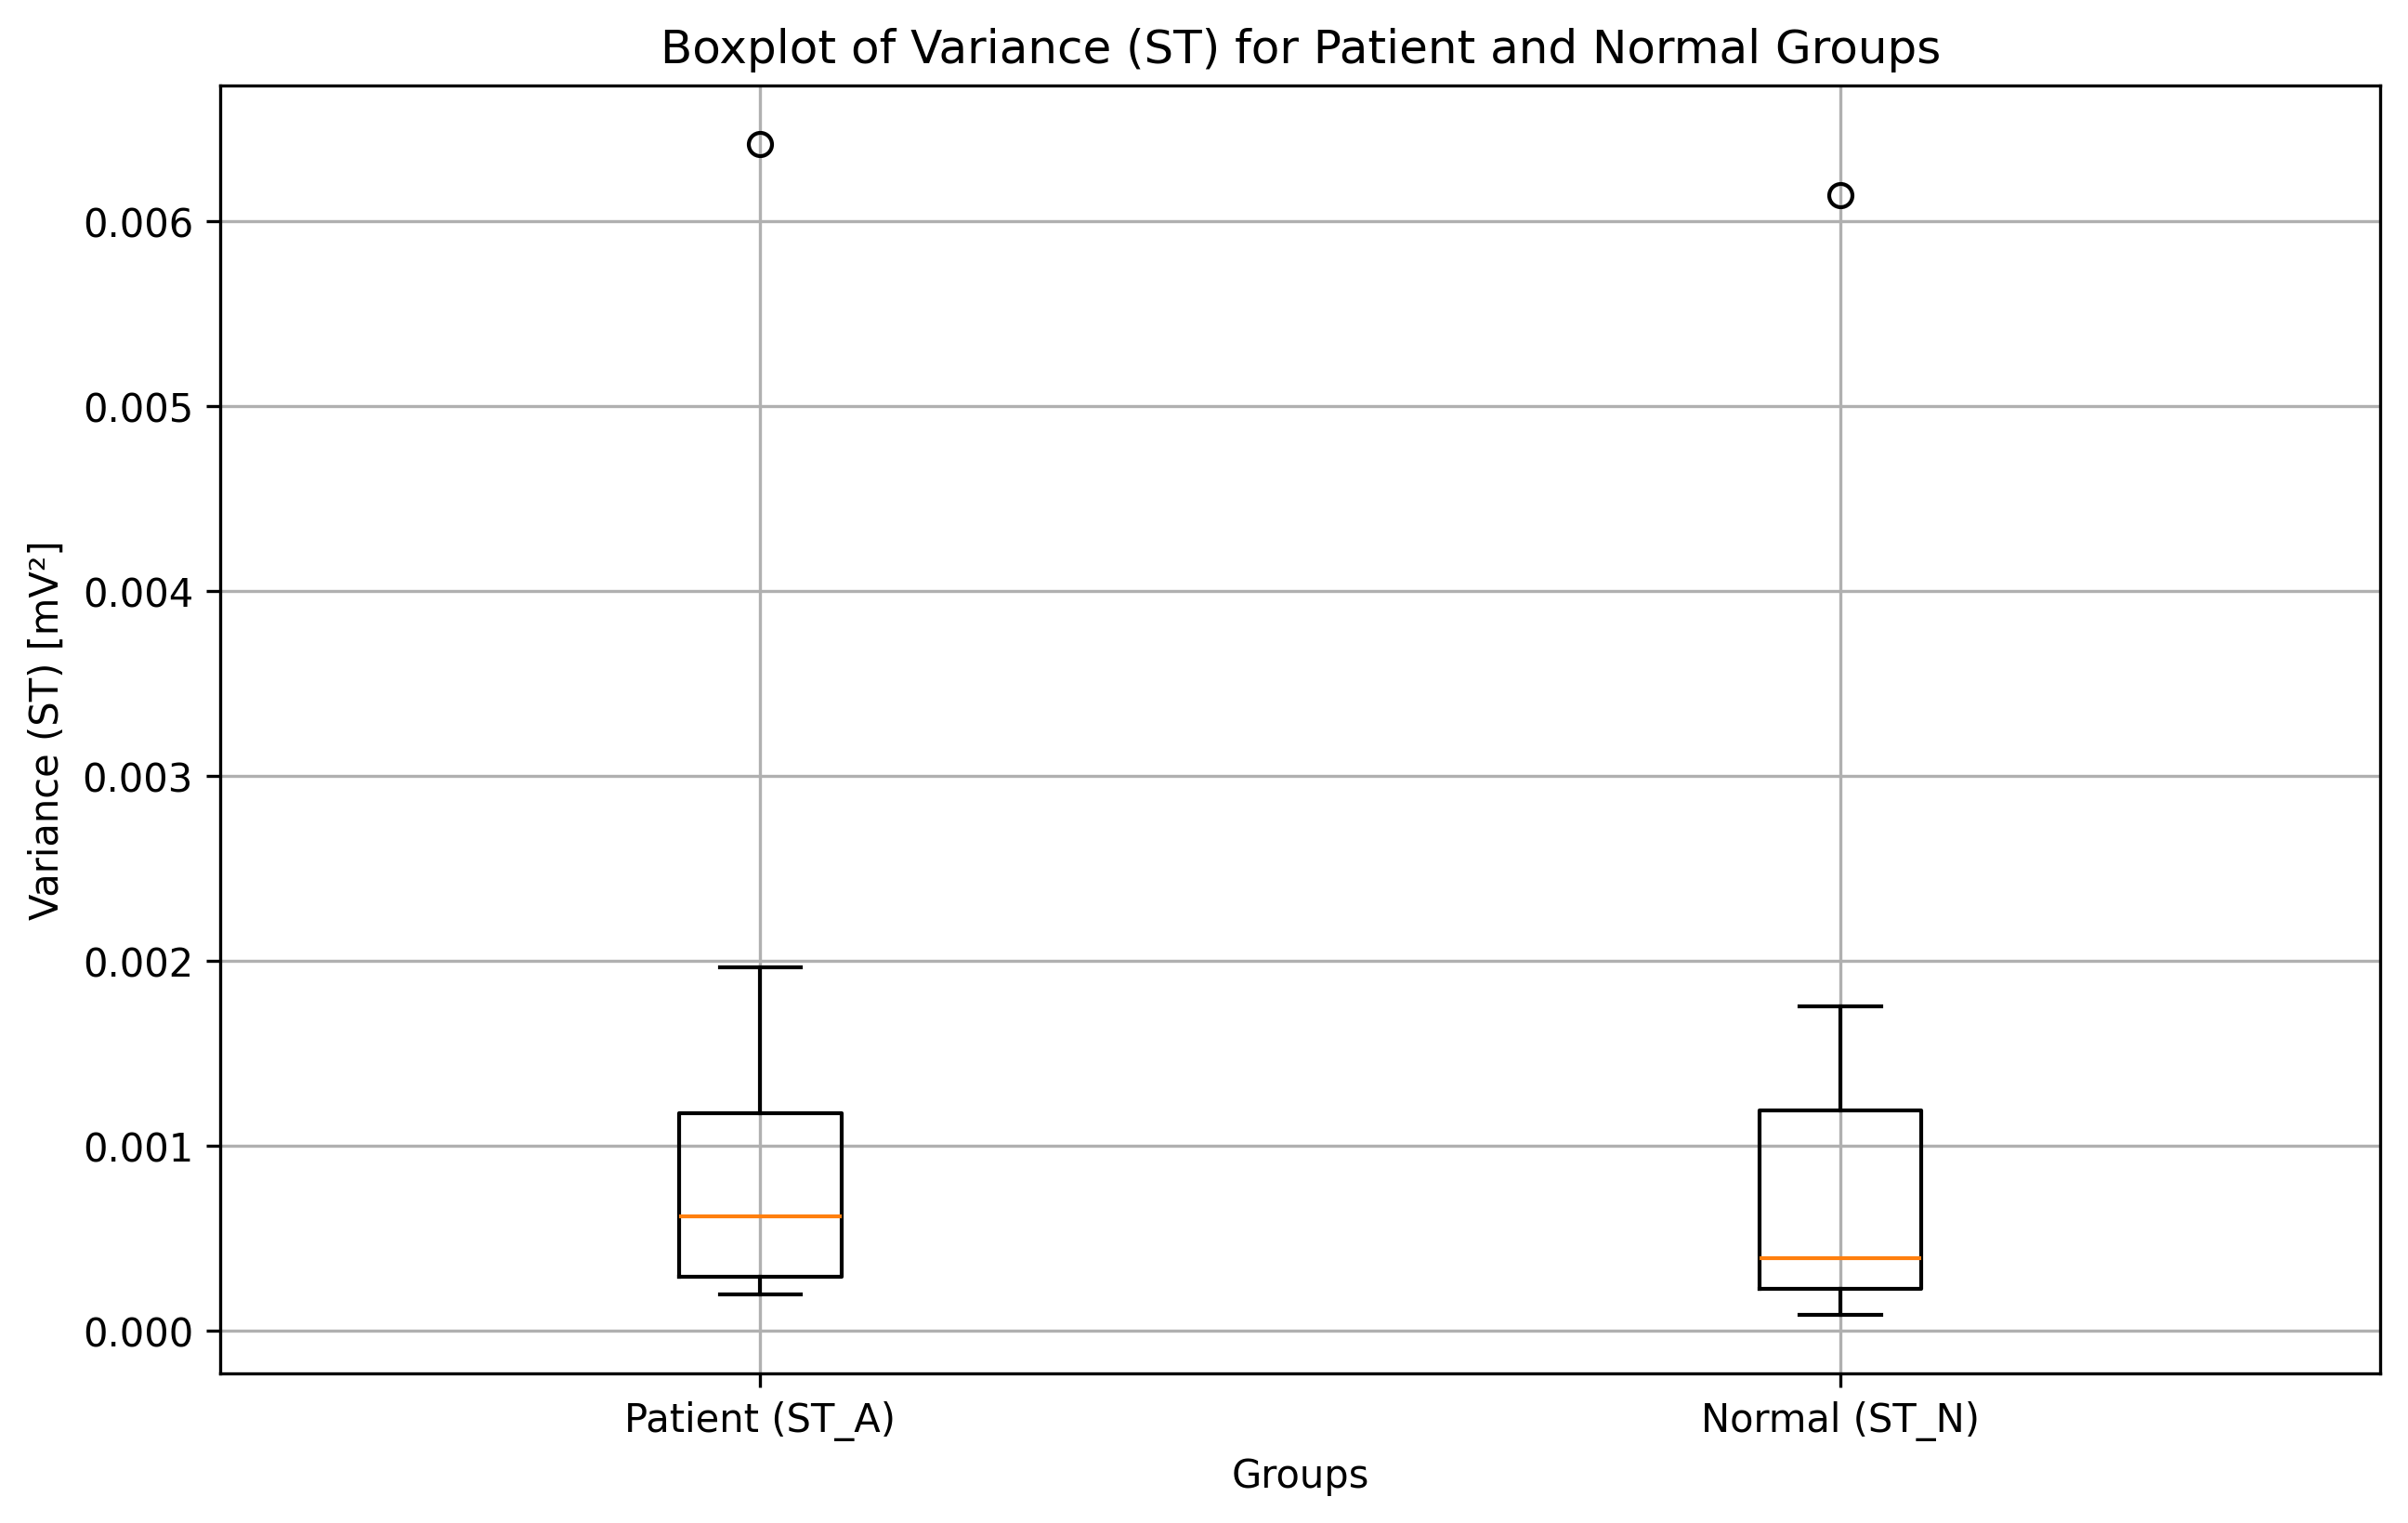 Boxplot of Variance (ST) for Patient and Normal Groups
Variance (ST) [mV²]
0.006
0.005
0.004
0.003
0.002
0.001
0.000
Patient (ST_A)
Normal (ST_N)
Groups